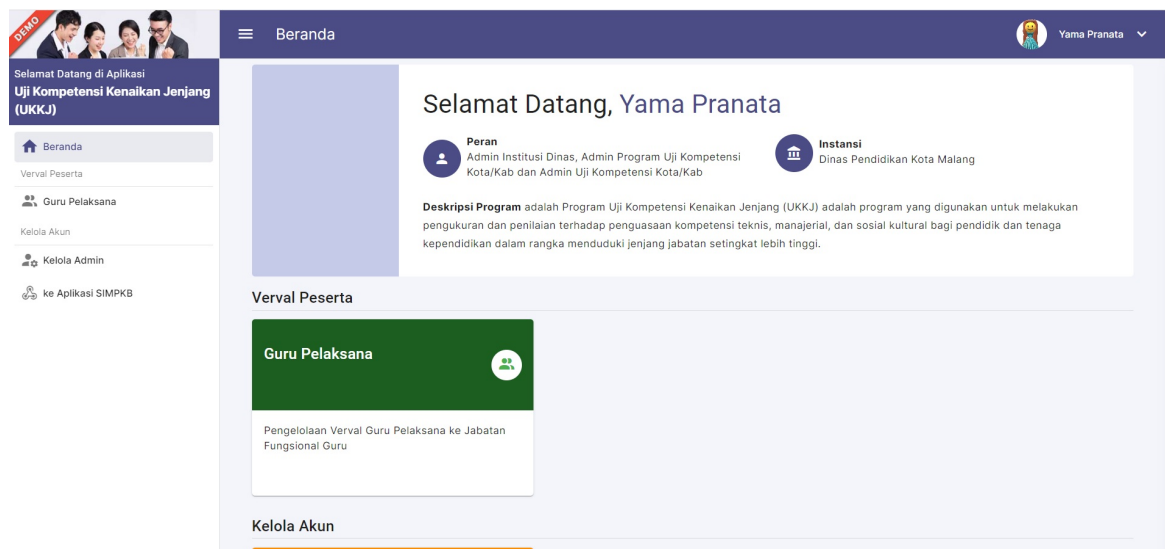 DEMO
Selamat Datang di Aplikasi
Uji Kompetensi Kenaikan Jenjang
(UKKJ)
Beranda
Verval Peserta
Guru Pelaksana
Kelola Akun
Kelola Admin
ke Aplikasi SIMPKB
Beranda
Yama Pranata
Selamat Datang, Yama Pranata
Peran
Admin Institusi Dinas, Admin Program Uji Kompetensi
Kota/Kab dan Admin Uji Kompetensi Kota/Kab
Instansi
Dinas Pendidikan Kota Malang
Deskripsi Program adalah Program Uji Kompetensi Kenaikan Jenjang (UKKJ) adalah program yang digunakan untuk melakukan
pengukuran dan penilaian terhadap penguasaan kompetensi teknis, manajerial, dan sosial kultural bagi pendidik dan tenaga
kependidikan dalam rangka menduduki jenjang jabatan setingkat lebih tinggi.
Verval Peserta
Guru Pelaksana
Pengelolaan Verval Guru Pelaksana ke Jabatan
Fungsional Guru
Kelola Akun